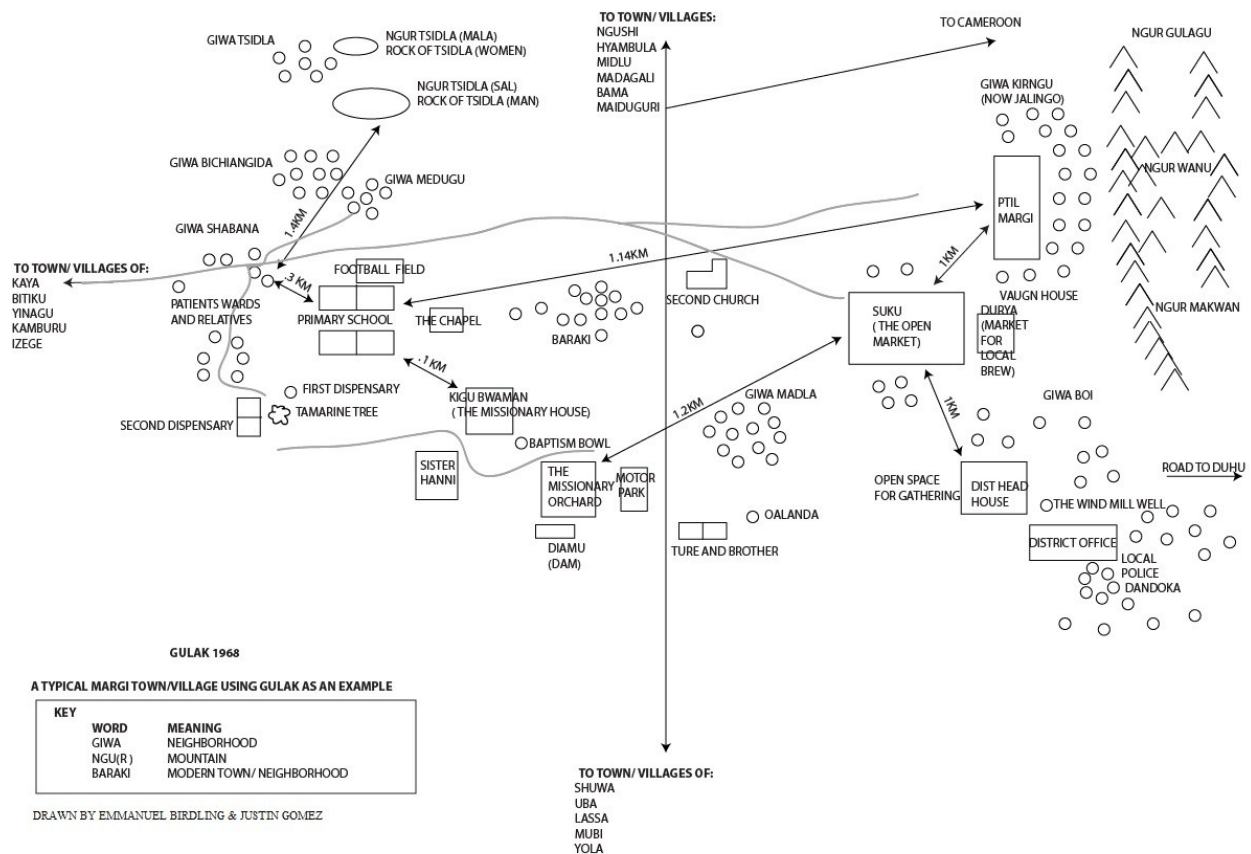 TO TOWN/ VILLAGES:
NGUSHI
HYAMBULA
MIDLU
MADAGALI
BAMA
MAIDUGURI
TO CAMEROON
NGUR GULAGU
GIWA TSIDLA
NGUR TSIDLA (MALA)
ROCK OF TSIDLA (WOMEN)
NGUR TSIDLA (SAL)
ROCK OF TSIDLA (MAN)
GIWA KIRNGU
(NOW JALINGO)
GIWA BICHIANGIDA
GIWA MEDUGU
NGUR WANU
PTIL
MARGI
1.4KM
GIWA SHABANA
1.14KM
1KM
TO TOWN/ VILLAGES OF:
KAYA
BITIKU
YINAGU
KAMBURU
IZEGE
.3 KM
FOOTBALL FIELD
PATIENTS WARDS
AND RELATIVES
PRIMARY SCHOOL
THE CHAPEL
BARAKI
SECOND CHURCH
VAUGN HOUSE
SUKU
( THE OPEN
MARKET)
DURYA
(MARKET
FOR
LOCAL
BREW)
NGUR MAKWAN
.1 KM
FIRST DISPENSARY
TAMARINE TREE
SECOND DISPENSARY
KIGU BWAMAN
( THE MISSIONARY HOUSE)
1.2KM
GIWA MADLA
1KM
GIWA BOI
BAPTISM BOWL
SISTER
HANNI
THE
MISSIONARY
ORCHARD
MOTOR
PARK
OPEN SPACE
FOR GATHERING
DIST HEAD
HOUSE
ROAD TO DUHU
THE WIND MILL WELL
OALANDA
DIAMU
(DAM)
TURE AND BROTHER
DISTRICT OFFICE
LOCAL
POLICE
DANDOKA
GULAK 1968
A TYPICAL MARGI TOWN/VILLAGE USING GULAK AS AN EXAMPLE
KEY
WORD MEANING
GIWA NEIGHBORHOOD
NGU(R ) MOUNTAIN
BARAKI MODERN TOWN/ NEIGHBORHOOD
DRAWN BY EMMANUEL BIRDLING & JUSTIN GOMEZ
TO TOWN/ VILLAGES OF:
SHUWA
UBA
LASSA
MUBI
YOLA